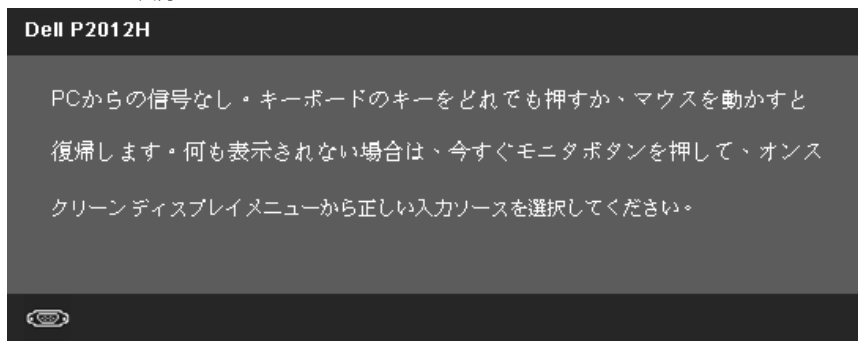 Dell P2012H
PCからの信号なし。キーボードのキーをどれでも押すか、マウスを動かすと
復帰します。何も表示されない場合は、今すぐモニタボタンを押して、オンス
クリーンディスプレイメニューから正しい入力ソースを選択してください。